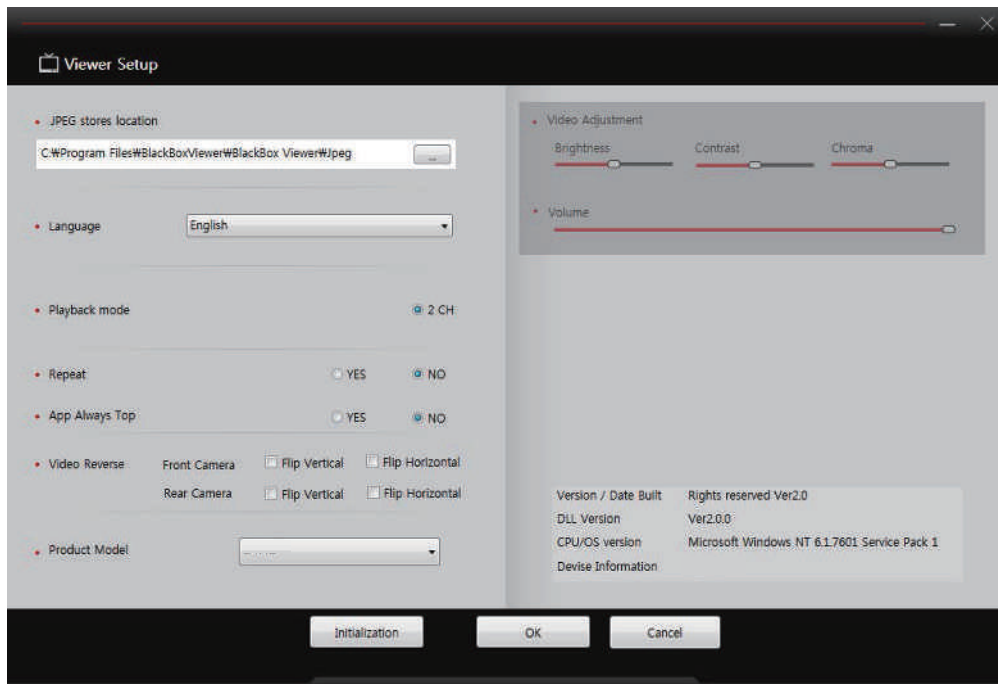 Viewer Setup
JPEG stores location
C:₩Program Files₩BlackBoxViewer₩BlackBox Viewer₩Jpeg
...
Language English
Playback mode 2 CH
Repeat YES NO
App Always Top YES NO
Video Reverse Front Camera Flip Vertical Flip Horizontal
Rear Camera Flip Vertical Flip Horizontal
Product Model
Video Adjustment
Brightness Contrast Chroma
Volume
Version / Date Built Rights reserved Ver2.0
DLL Version Ver2.0.0
CPU/OS version Microsoft Windows NT 6.1.7601 Service Pack 1
Devise Information
Initialization OK Cancel